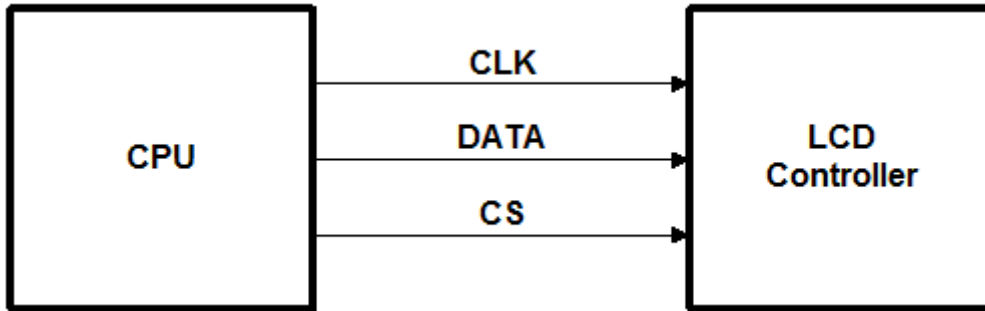 CPU
CLK
DATA
CS
LCD
Controller